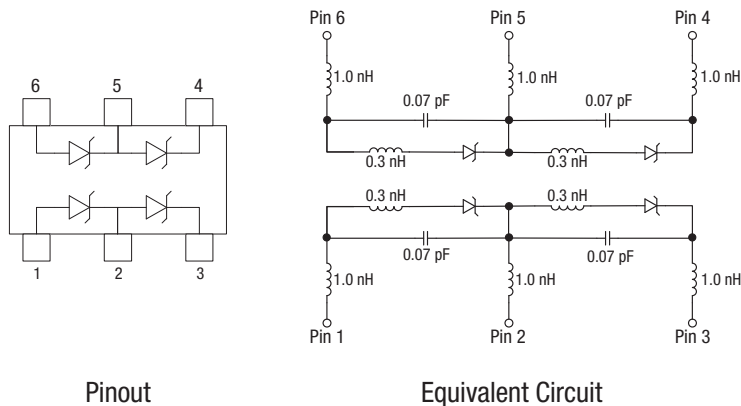 Pin 6 Pin 5 Pin 4
6 5 4
1.0 nH 1.0 nH 1.0 nH
0.07 pF 0.07 pF
0.3 nH 0.3 nH
0.3 nH 0.3 nH
0.07 pF 0.07 pF
1 2 3
1.0 nH 1.0 nH 1.0 nH
Pin 1 Pin 2 Pin 3
Pinout Equivalent Circuit